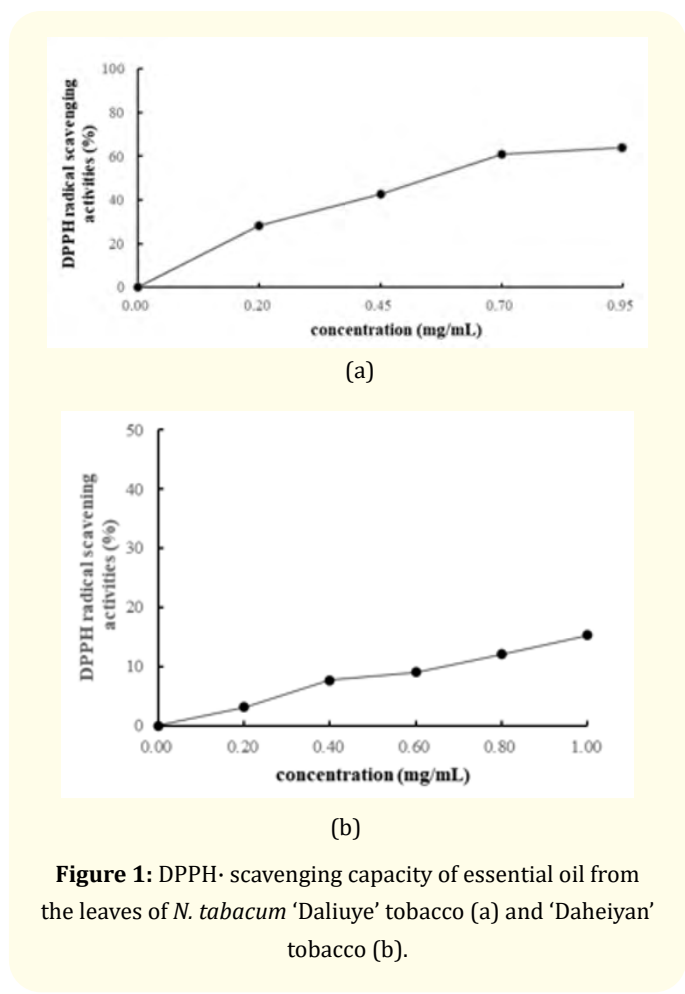 DPPH radical scavenging
activities (%)
100
80
60
40
20
0
0.00 0.20 0.45 0.70 0.95
concentration (mg/mL)
(a)
DPPH radical scavening
activities (%)
50
40
30
20
10
0
0.00 0.20 0.40 0.60 0.80 1.00
concentration (mg/mL)
(b)
Figure 1: DPPH· scavenging capacity of essential oil from
the leaves of N. tabacum ‘Daliuye’ tobacco (a) and ‘Daheiyan’
tobacco (b).